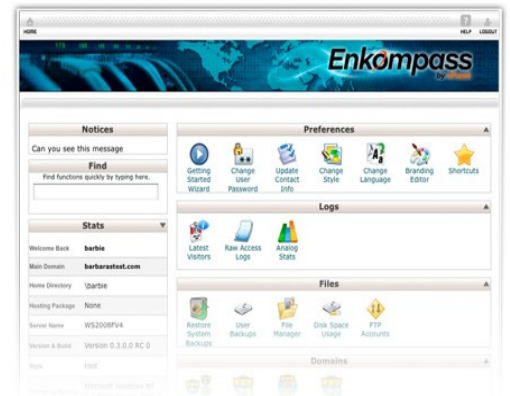 HOME
HELP
LOGOUT
Enkompass
by cPanel
Notices
Can you see this message
Find
Find functions quickly by typing here.
Stats
Welcome Back barbie
Main Domain barbarastest.com
Home Directory \barbie
Hosting Package None
Server Name WS2008FV4
Version & Build Version 0.3.0.0 RC 0
Style root
Preferences
Getting Started Wizard
Change User Password
Update Contact Info
Change Style
Change Language
Branding Editor
Shortcuts
Logs
Latest Visitors
Raw Access Logs
Analog Stats
Files
Restore System Backups
User Backups
File Manager
Disk Space Usage
FTP Accounts
Domains